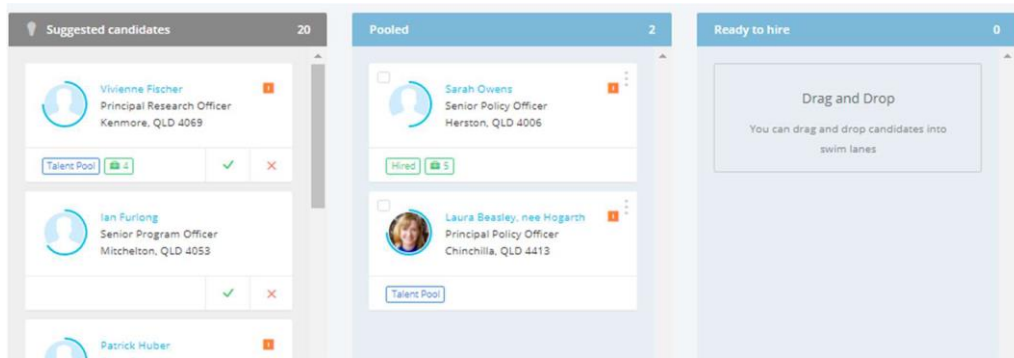 Suggested candidates 20
Vivienne Fischer
Principal Research Officer
Kenmore, QLD 4069
Talent Pool 4
Ian Furlong
Senior Program Officer
Mitchelton, QLD 4053
Patrick Huber
Pooled 2
Sarah Owens
Senior Policy Officer
Herston, QLD 4006
Hired 5
Laura Beasley, nee Hogarth
Principal Policy Officer
Chinchilla, QLD 4413
Talent Pool
Ready to hire 0
Drag and Drop
You can drag and drop candidates into
swim lanes